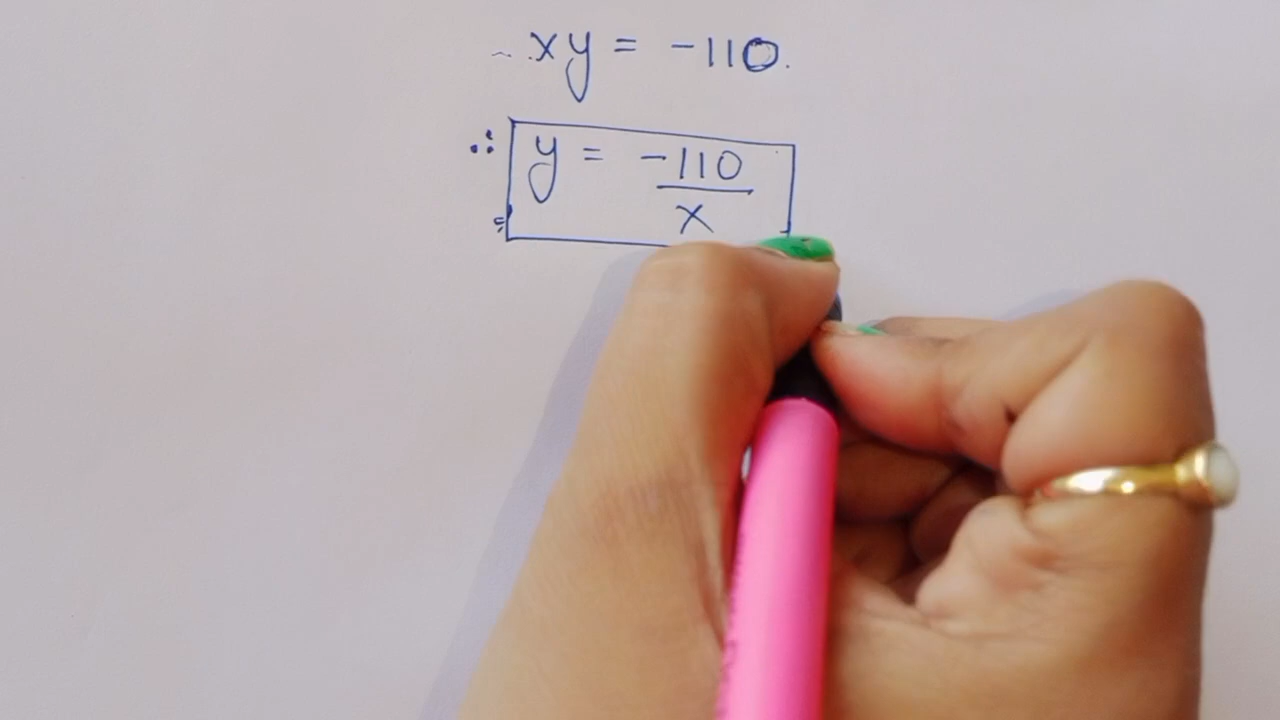 xy = -110.
∴ y = -110/x